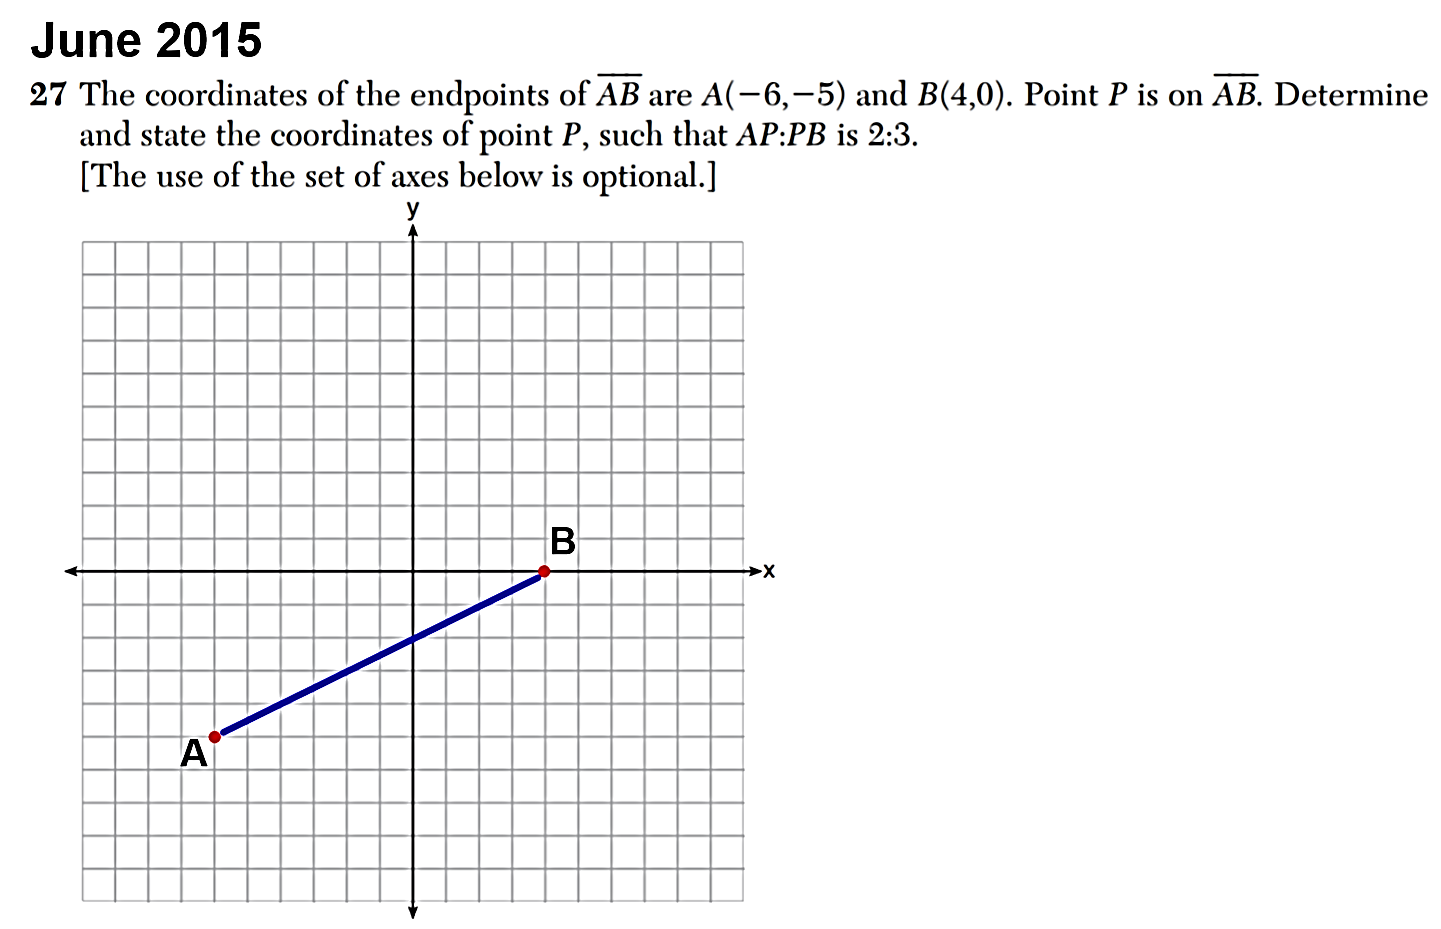 June 2015
27 The coordinates of the endpoints of AB are A(−6,−5) and B(4,0). Point P is on AB. Determine
and state the coordinates of point P, such that AP:PB is 2:3.
[The use of the set of axes below is optional.]
y
B
x
A